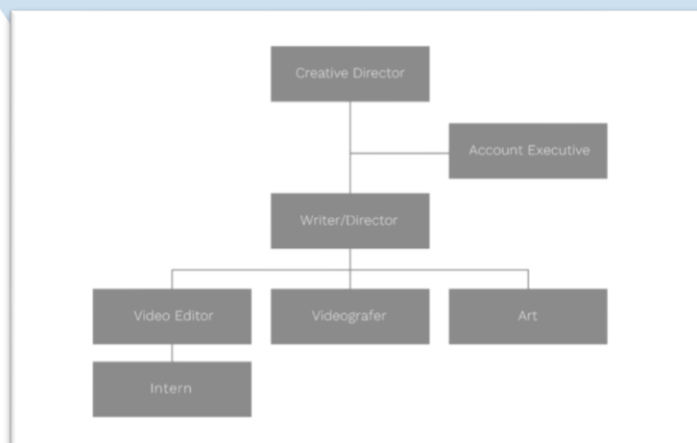 Creative Director
Account Executive
Writer/Director
Video Editor
Videografer
Art
Intern